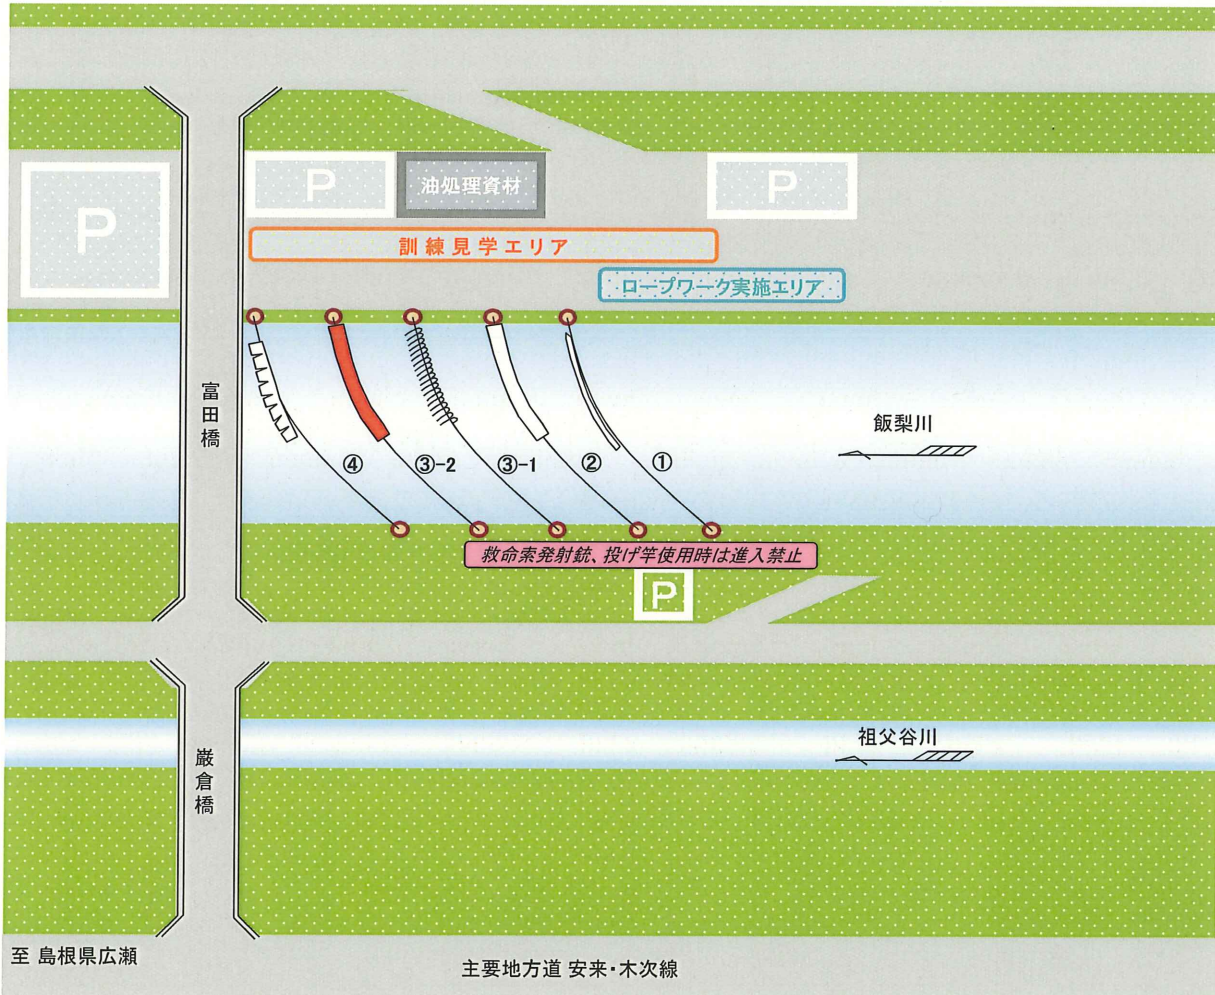 P
P
油処理資材
P
訓練見学エリア
ロープワーク実施エリア
富田橋
飯梨川
④
③-2
③-1
②
①
救命索発射銃、投げ竿使用時は進入禁止
P
祖父谷川
巌倉橋
至 島根県広瀬
主要地方道 安来・木次線